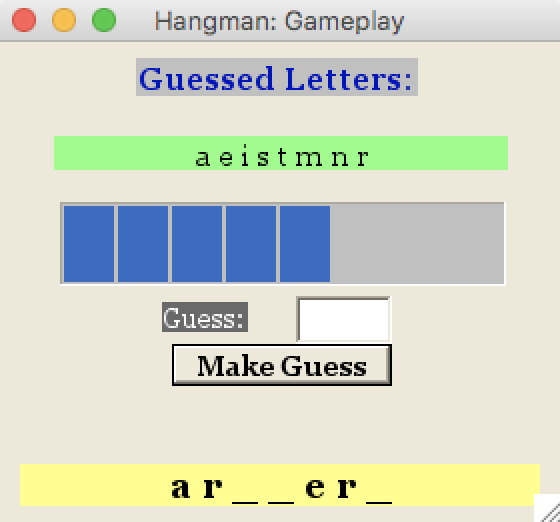 Hangman: Gameplay
Guessed Letters:
a e i s t m n r
Guess:
Make Guess
a r _ _ e r _